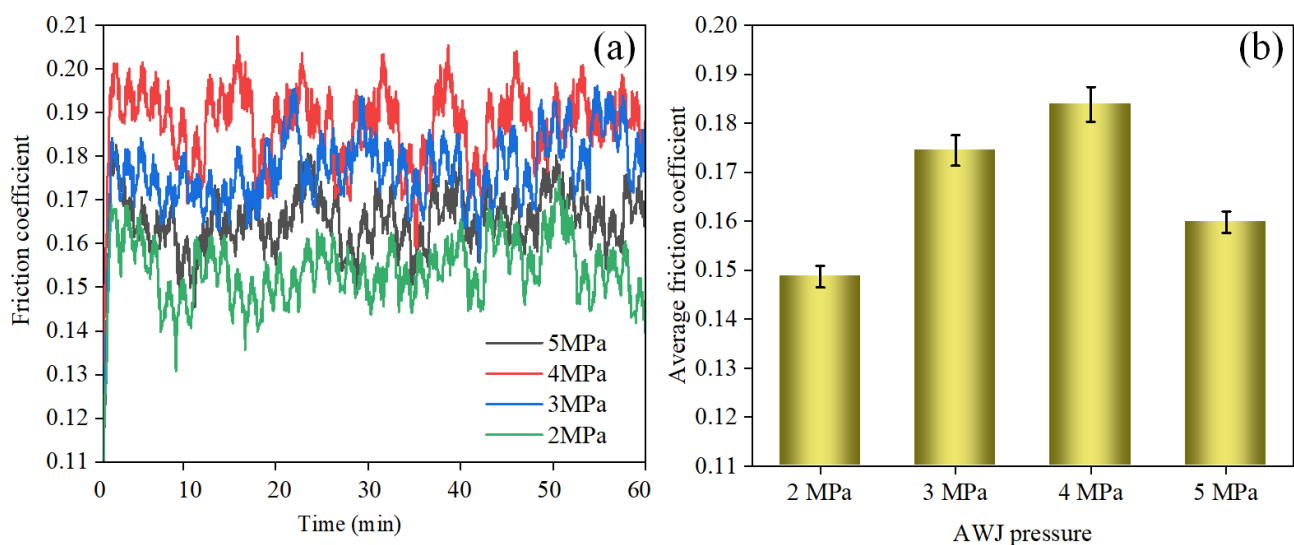 (a)
Friction coefficient
0.21
0.20
0.19
0.18
0.17
0.16
0.15
0.14
0.13
0.12
0.11
5MPa
4MPa
3MPa
2MPa
0 10 20 30 40 50 60
Time (min)
(b)
Average friction coefficient
0.20
0.19
0.18
0.17
0.16
0.15
0.14
0.13
0.12
0.11
2 MPa 3 MPa 4 MPa 5 MPa
AWJ pressure